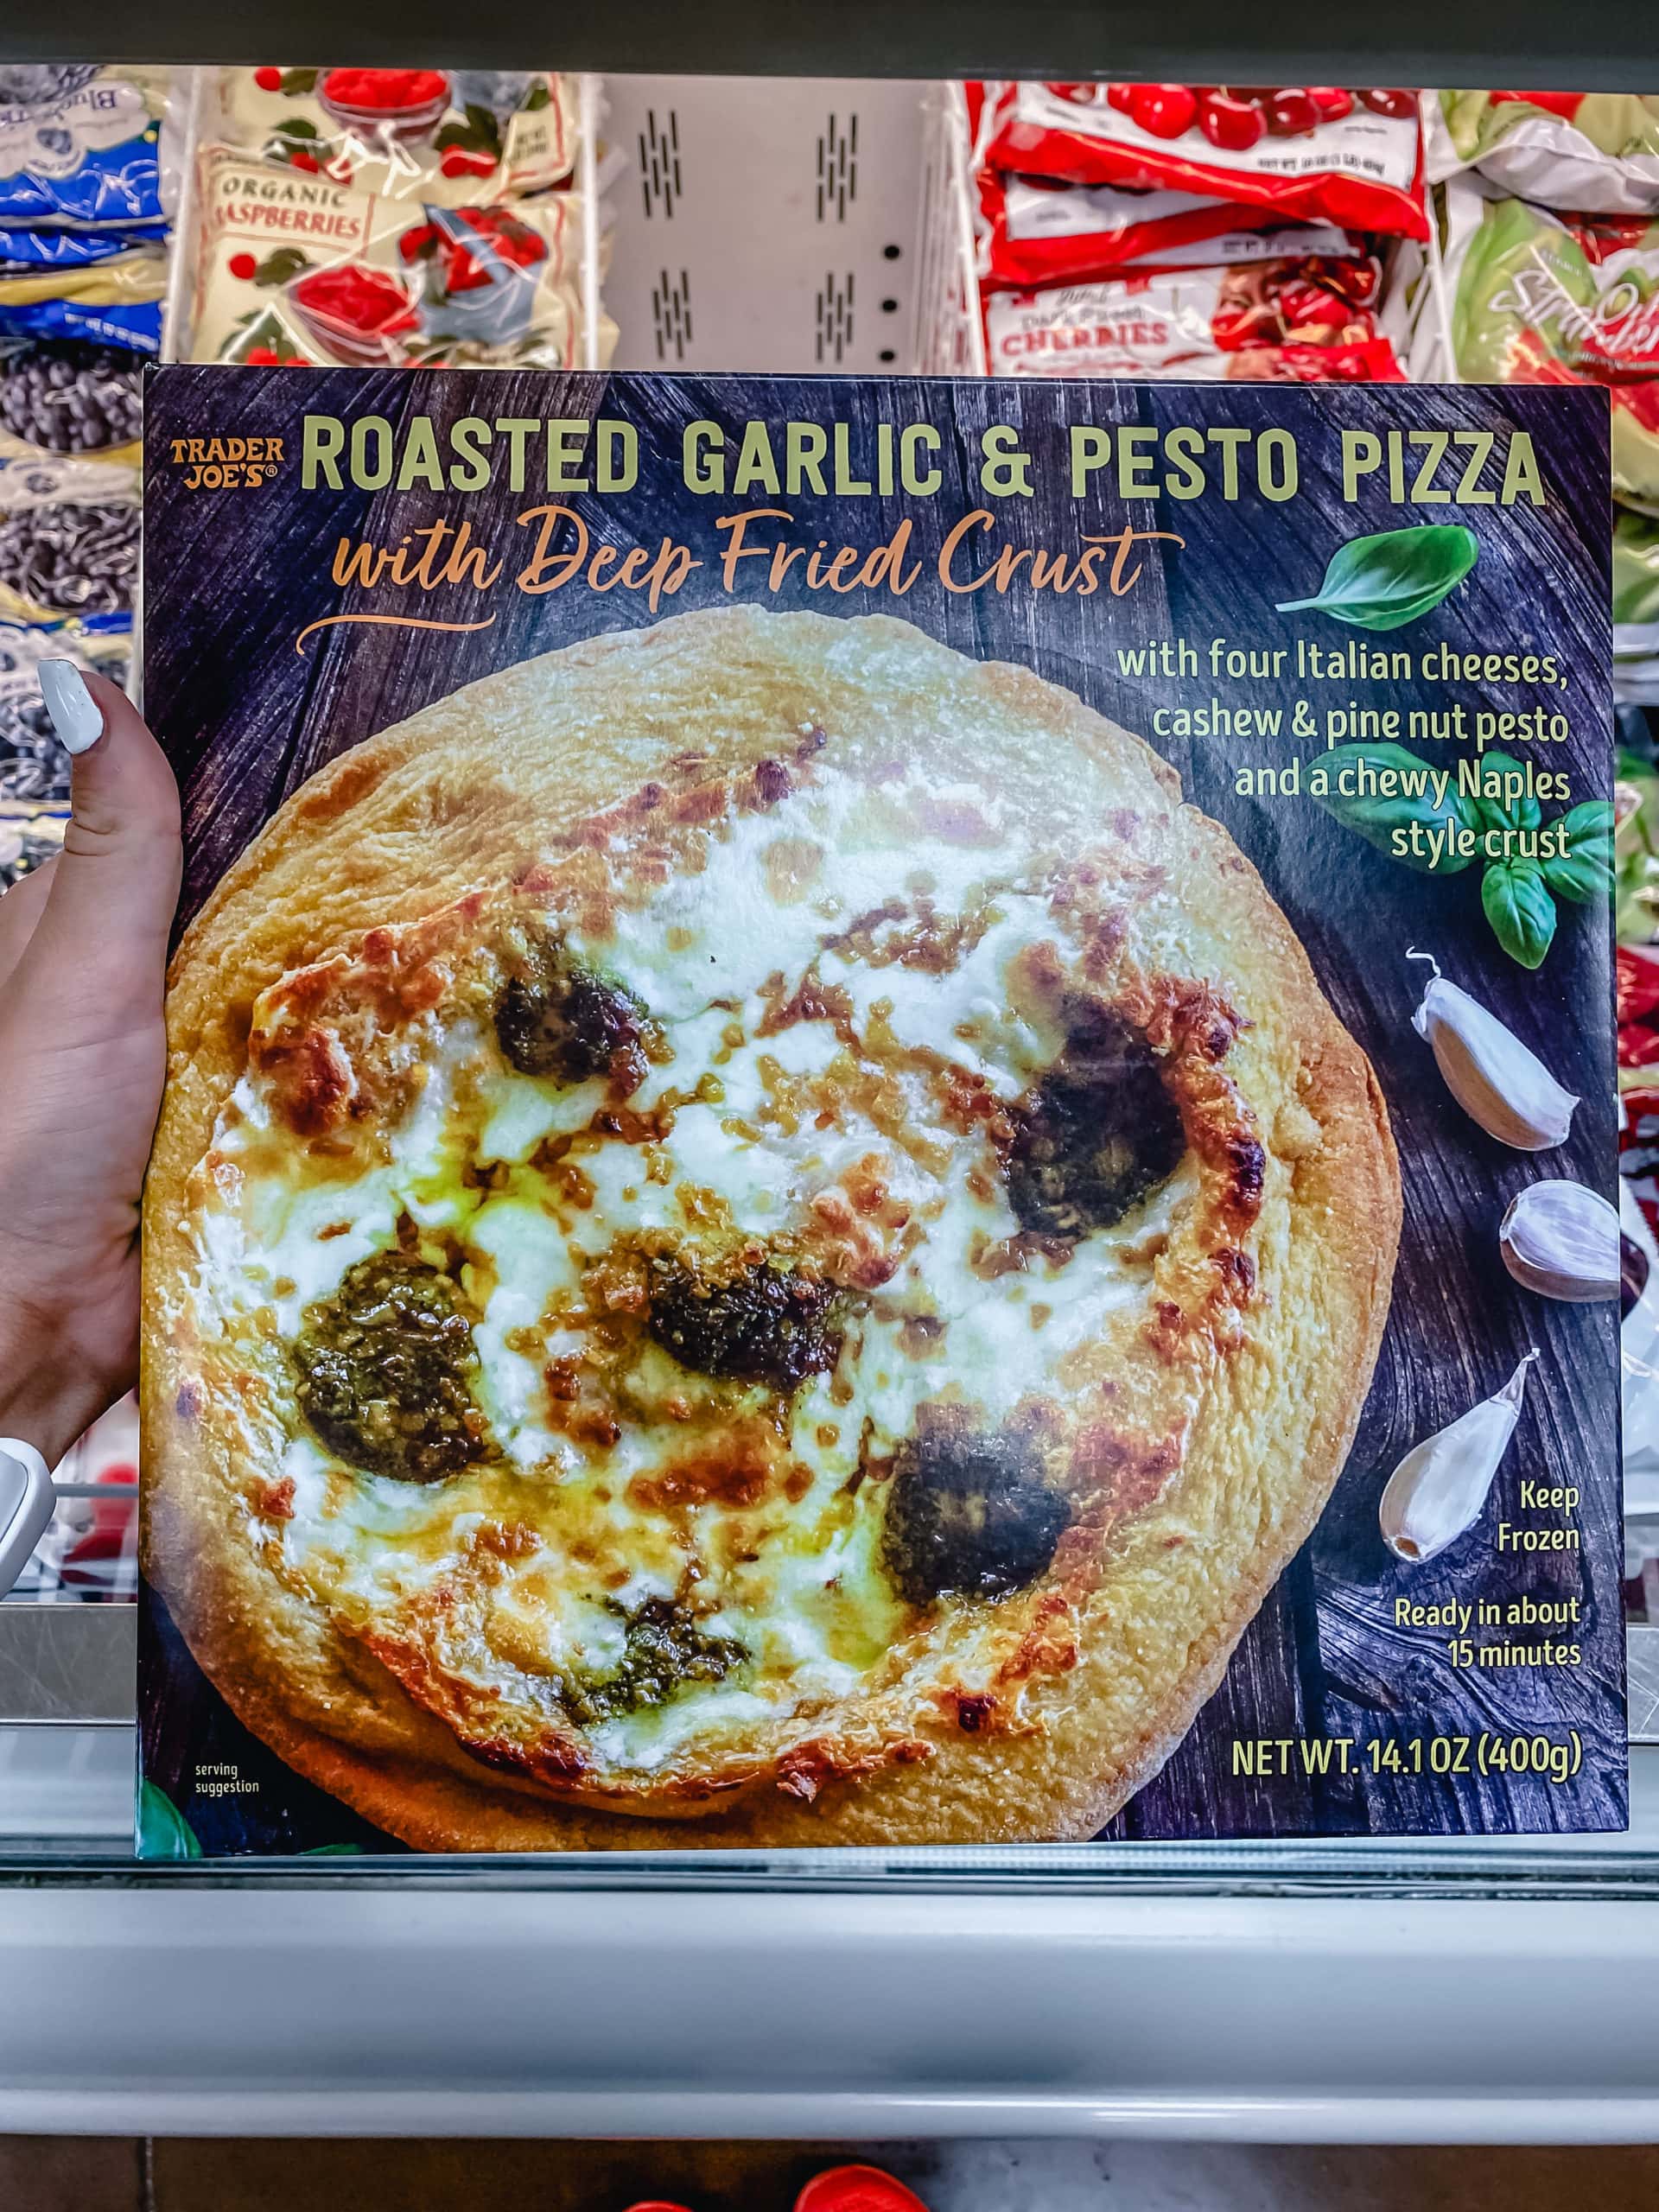 ORGANIC
RASPBERRIES
CHERRIES
TRADER
JOE'S®
ROASTED GARLIC & PESTO PIZZA
with Deep Fried Crust
with four Italian cheeses,
cashew & pine nut pesto
and a chewy Naples
style crust
Keep
Frozen
Ready in about
15 minutes
NET WT. 14.1 OZ (400g)
serving
suggestion